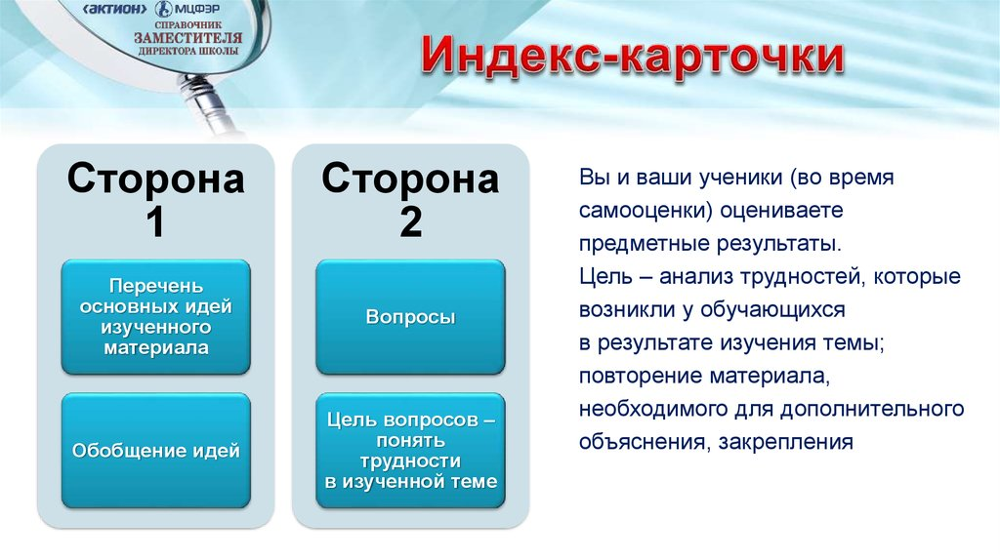 ‹актион› МЦФЭР
СПРАВОЧНИК
ЗАМЕСТИТЕЛЯ
ДИРЕКТОРА ШКОЛЫ
Индекс-карточки
Сторона
1
Перечень
основных идей
изученного
материала
Обобщение идей
Сторона
2
Вопросы
Цель вопросов –
понять
трудности
в изученной теме
Вы и ваши ученики (во время
самооценки) оцениваете
предметные результаты.
Цель – анализ трудностей, которые
возникли у обучающихся
в результате изучения темы;
повторение материала,
необходимого для дополнительного
объяснения, закрепления